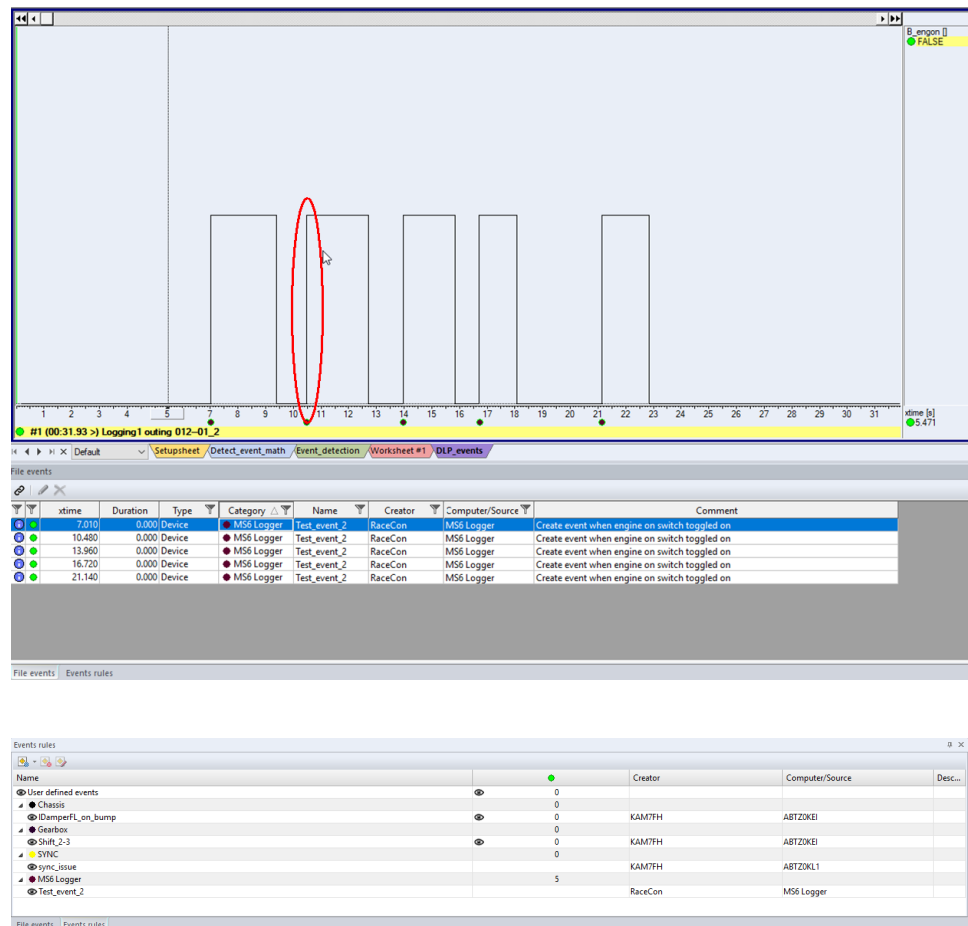 B_engon []
FALSE
1 2 3 4 5 7 8 9 10 11 12 13 14 15 16 17 18 19 20 21 22 23 24 25 26 27 28 29 30 31
xtime [s]
5.471
#1 (00:31.93 >) Logging1 outing 012--01_2
Default Setupsheet Detect_event_math Event_detection Worksheet #1 DLP_events
File events
xtime Duration Type Category Name Creator Computer/Source Comment
7.010 0.000 Device MS6 Logger Test_event_2 RaceCon MS6 Logger Create event when engine on switch toggled on
10.480 0.000 Device MS6 Logger Test_event_2 RaceCon MS6 Logger Create event when engine on switch toggled on
13.960 0.000 Device MS6 Logger Test_event_2 RaceCon MS6 Logger Create event when engine on switch toggled on
16.720 0.000 Device MS6 Logger Test_event_2 RaceCon MS6 Logger Create event when engine on switch toggled on
21.140 0.000 Device MS6 Logger Test_event_2 RaceCon MS6 Logger Create event when engine on switch toggled on
File events Events rules
Events rules
Name Creator Computer/Source Desc...
User defined events 0
Chassis 0
IDamperFL_on_bump 0 KAM7FH ABTZ0KEI
Gearbox 0
Shift_2-3 0 KAM7FH ABTZ0KEI
SYNC 0
sync_issue KAM7FH ABTZ0KL1
MS6 Logger 5
Test_event_2 RaceCon MS6 Logger
File events Events rules